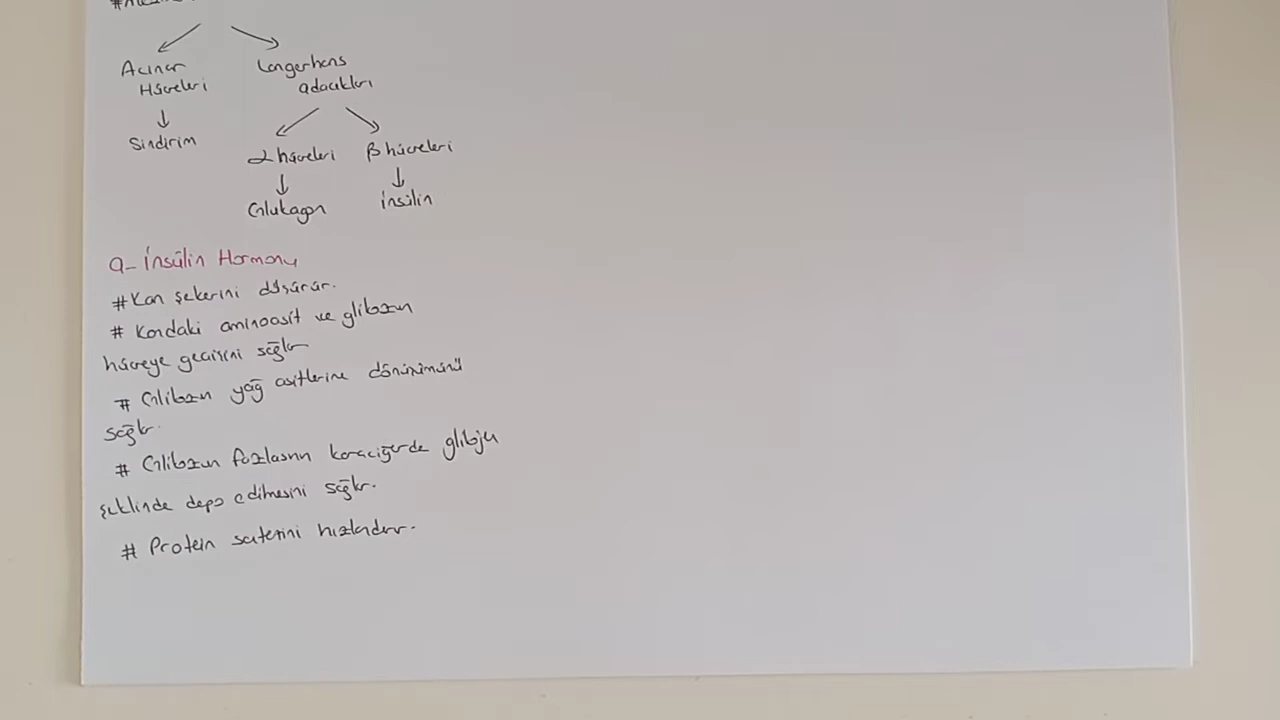 Acınar Langerhans
Hücreleri adacıkları
Sindirim α hücreleri β hücreleri
Glukagon insülin
a- İnsülin Hormonu
#Kan şekerini düşürür.
# Kandaki aminoasit ve glikozun
hücreye geçişini sağlar
# Glikozun yağ asitlerine dönüşümünü
sağlar.
# Glikozun fazlasının karaciğerde glikojen
şeklinde depo edilmesini sağlar.
# Protein sentezini hızlandırır.